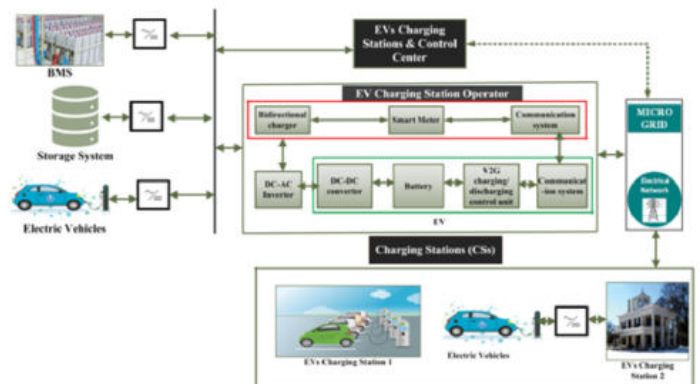 BMS
Storage System
Electric Vehicles
EVs Charging
Stations & Control
Center
EV Charging Station Operator
Bidirectional
charger
Smart Meter
Communication
system
DC-AC
Inverter
DC-DC
converter
Battery
V2G
charging/
discharging
control unit
Communicat
-ion system
EV
MICRO
GRID
Electrical
Network
Charging Stations (CSs)
EVs Charging Station 1
Electric Vehicles
EVs Charging
Station 2